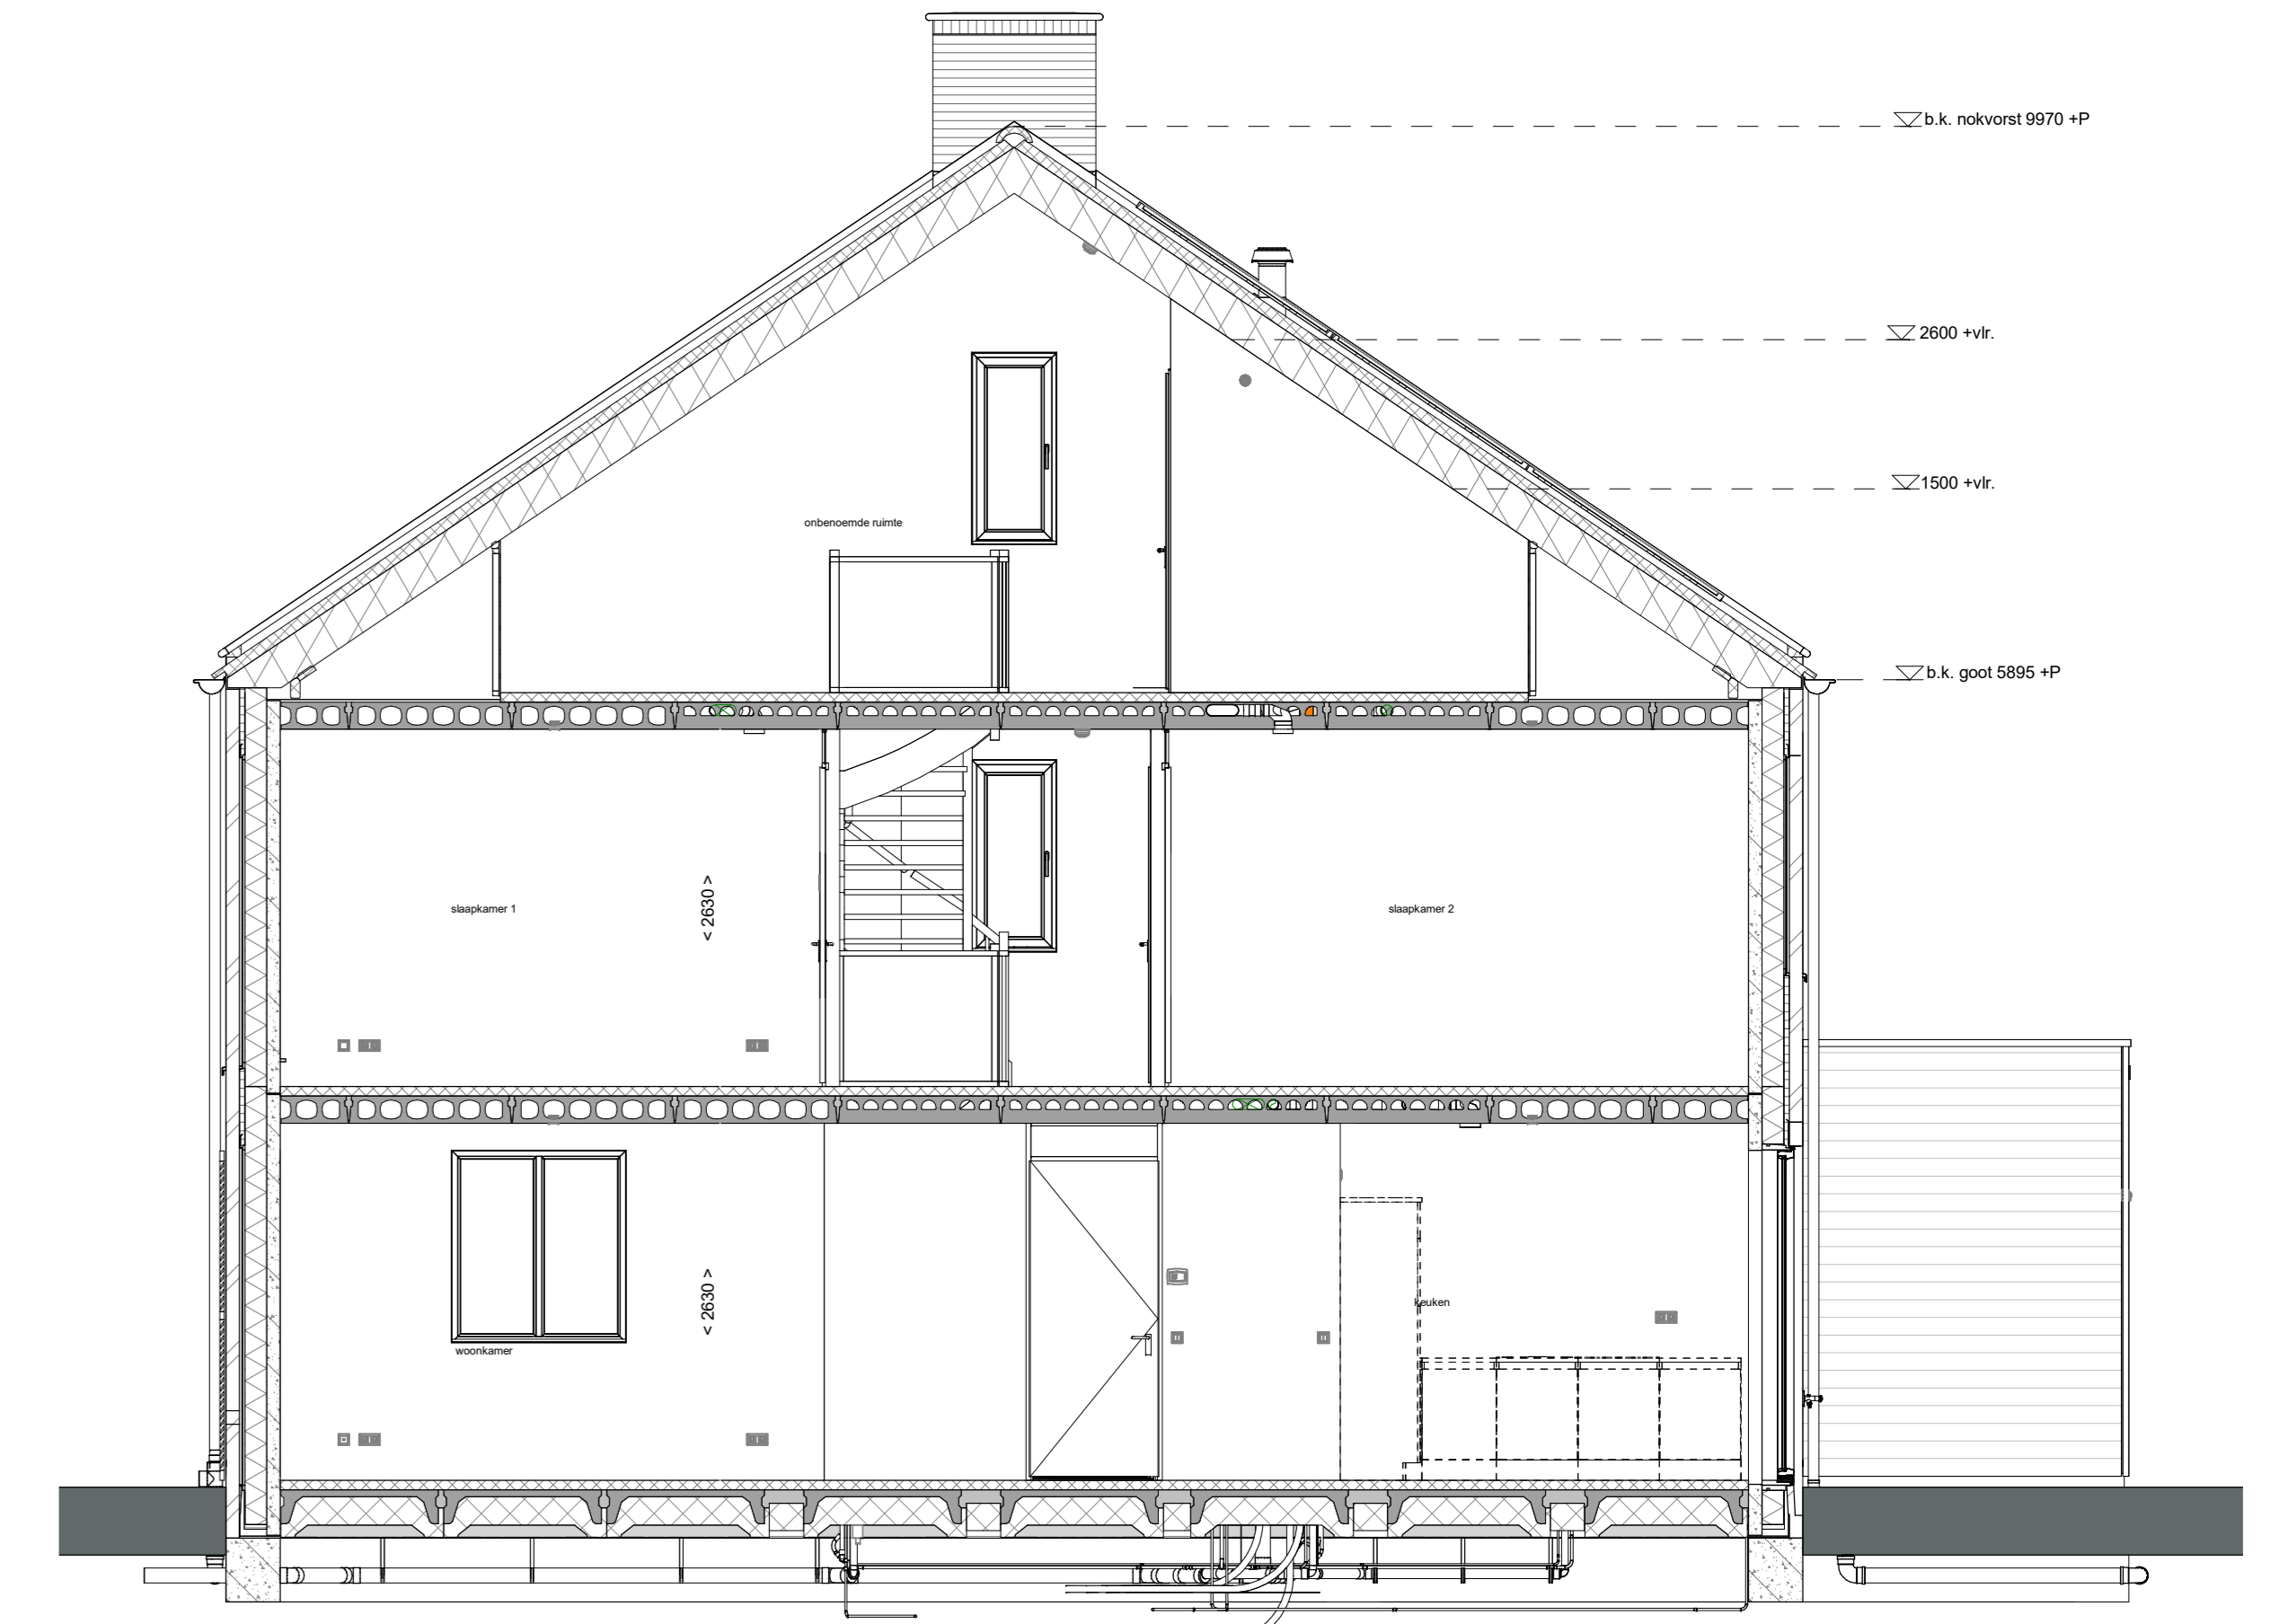 b.k. nokvorst 9970 +P
2600 +vlr.
1500 +vlr.
onbenoemde ruimte
b.k. goot 5895 +P
slaapkamer 1
< 2630 >
slaapkamer 2
< 2630 >
keuken
woonkamer